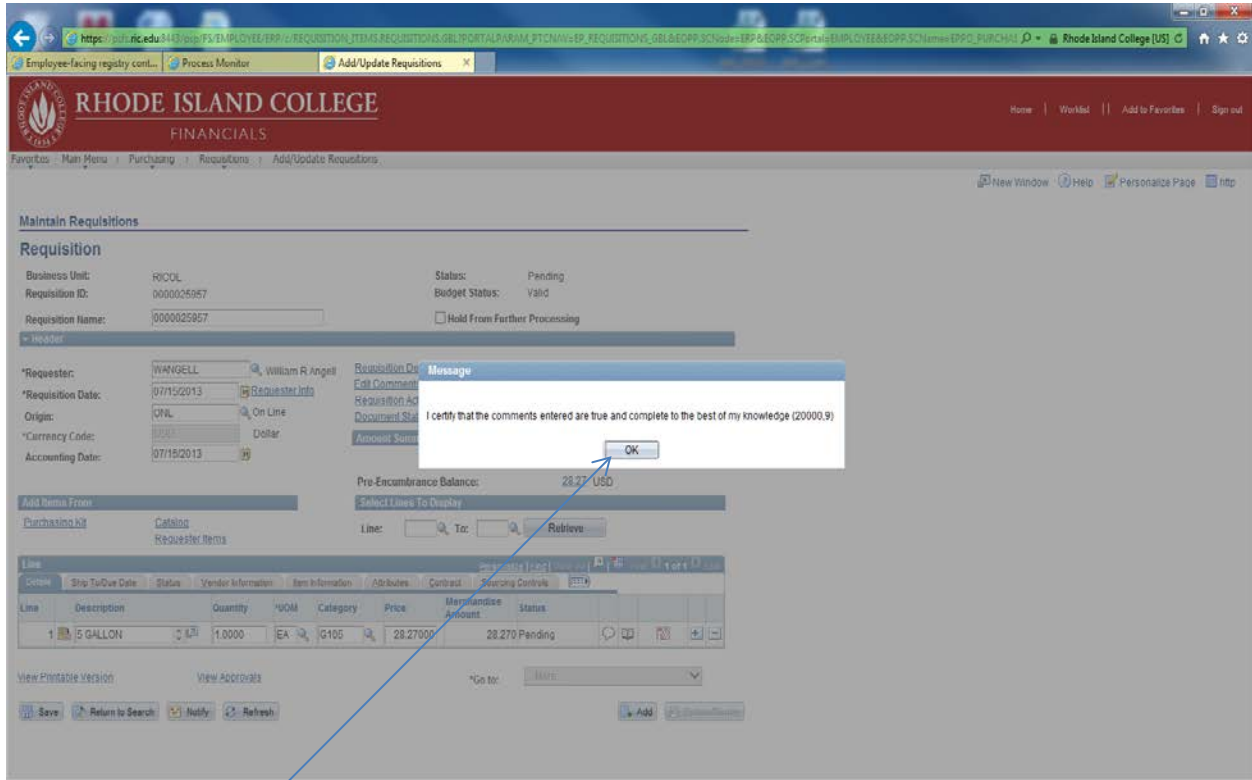 Rhode Island College [US]
Employee-facing registry cont...
Process Monitor
Add/Update Requisitions
RHODE ISLAND COLLEGE
FINANCIALS
Home | Worklist || Add to Favorites | Sign out
Favorites Main Menu Purchasing Requisitions Add/Update Requisitions
New Window Help Personalize Page http
Maintain Requisitions
Requisition
Business Unit: RICOL Status: Pending
Requisition ID: 0000025957 Budget Status: Valid
Requisition Name: 0000025957 Hold From Further Processing
Header
*Requester: WANGELL William R Angell
*Requisition Date: 07/15/2013 Requester Info
Origin: ONL On Line
*Currency Code: Dollar
Accounting Date: 07/15/2013
Message
I certify that the comments entered are true and complete to the best of my knowledge (20000,9)
OK
Pre-Encumbrance Balance: 28.27 USD
Add Items From Select Lines To Display
Purchasing Kit Catalog Line: To: Retrieve
Requester Items
Line
Details Ship To/Due Date Status Vendor Information Item Information Attributes Contract Sourcing Controls
Line Description Quantity *UOM Category Price Merchandise Amount Status
1 5 GALLON 1.0000 EA G105 28.27000 28.270 Pending
View Printable Version View Approvals *Go to:
Save Return to Search Notify Refresh Add